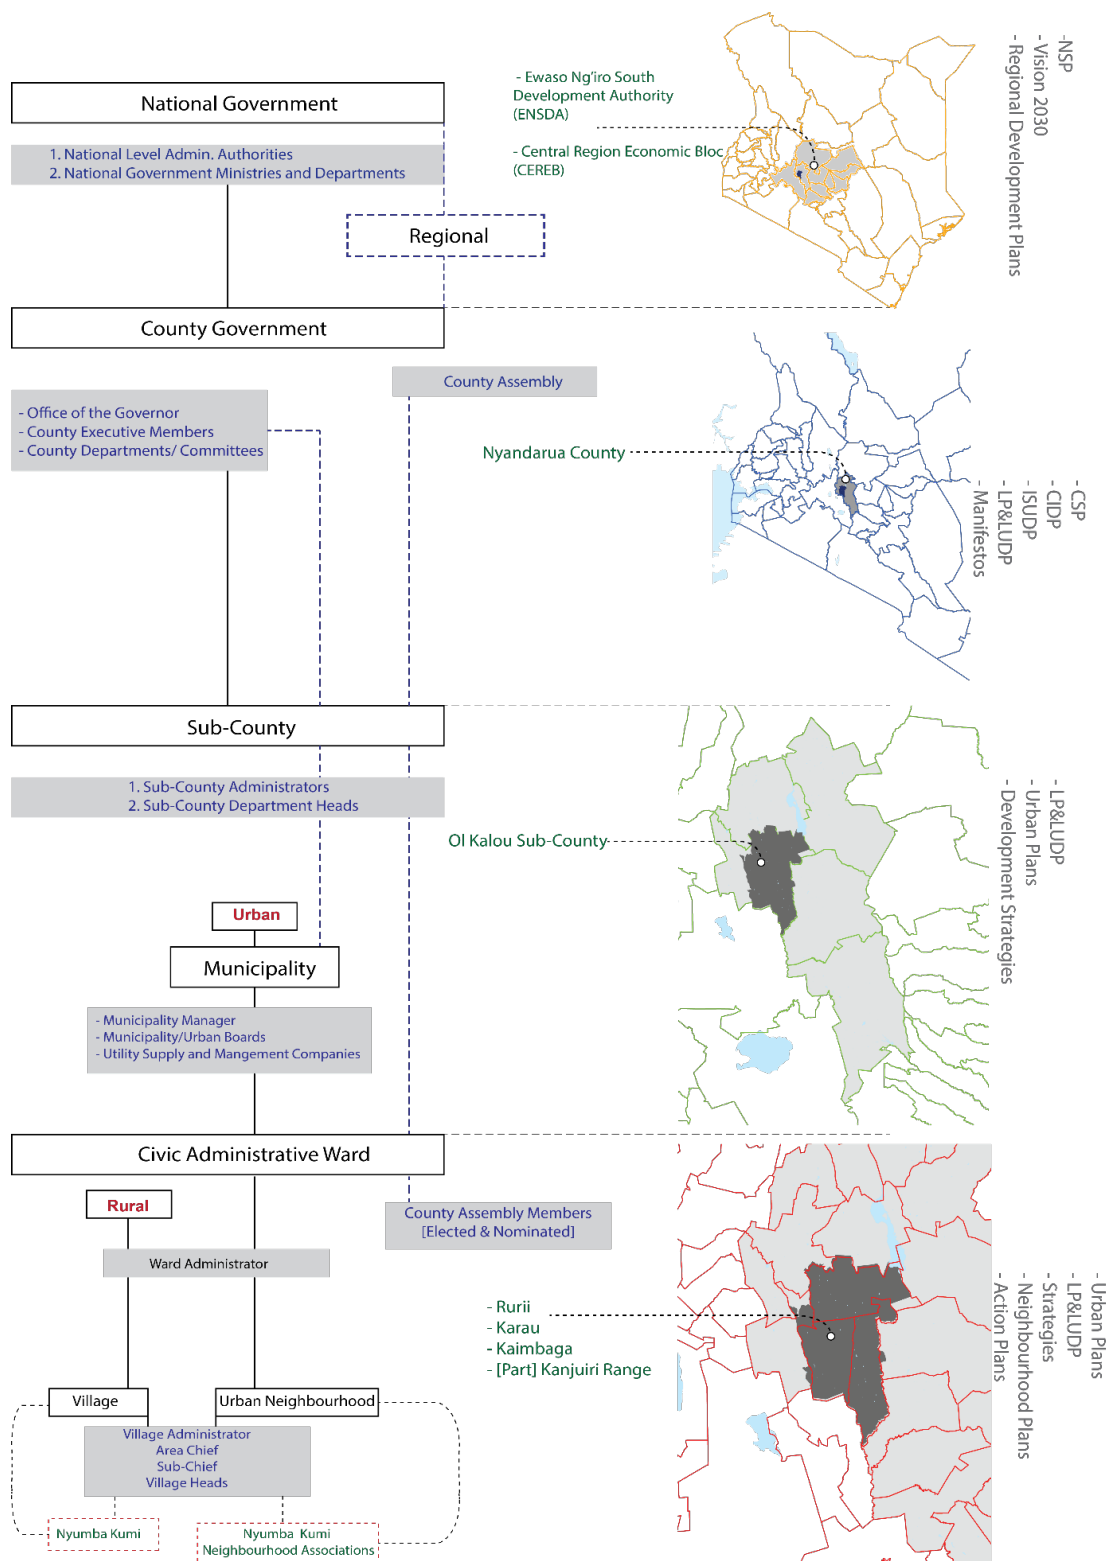 National Government
1. National Level Admin. Authorities
2. National Government Ministries and Departments
Regional
- Ewaso Ng'iro South
Development Authority
(ENSDA)
- Central Region Economic Bloc
(CEREB)
-NSP
- Vision 2030
- Regional Development Plans
County Government
County Assembly
- Office of the Governor
- County Executive Members
- County Departments/ Committees
Nyandarua County
- CSP
- CIDP
- ISUDP
- LP&LUDP
- Manifestos
Sub-County
1. Sub-County Administrators
2. Sub-County Department Heads
Ol Kalou Sub-County
- LP&LUDP
- Urban Plans
- Development Strategies
Urban
Municipality
- Municipality Manager
- Municipality/Urban Boards
- Utility Supply and Mangement Companies
Civic Administrative Ward
Rural
County Assembly Members
[Elected & Nominated]
Ward Administrator
- Rurii
- Karau
- Kaimbaga
- [Part] Kanjuiri Range
- Urban Plans
- LP&LUDP
- Strategies
- Neighbourhood Plans
- Action Plans
Village
Urban Neighbourhood
Village Administrator
Area Chief
Sub-Chief
Village Heads
Nyumba Kumi
Nyumba Kumi
Neighbourhood Associations